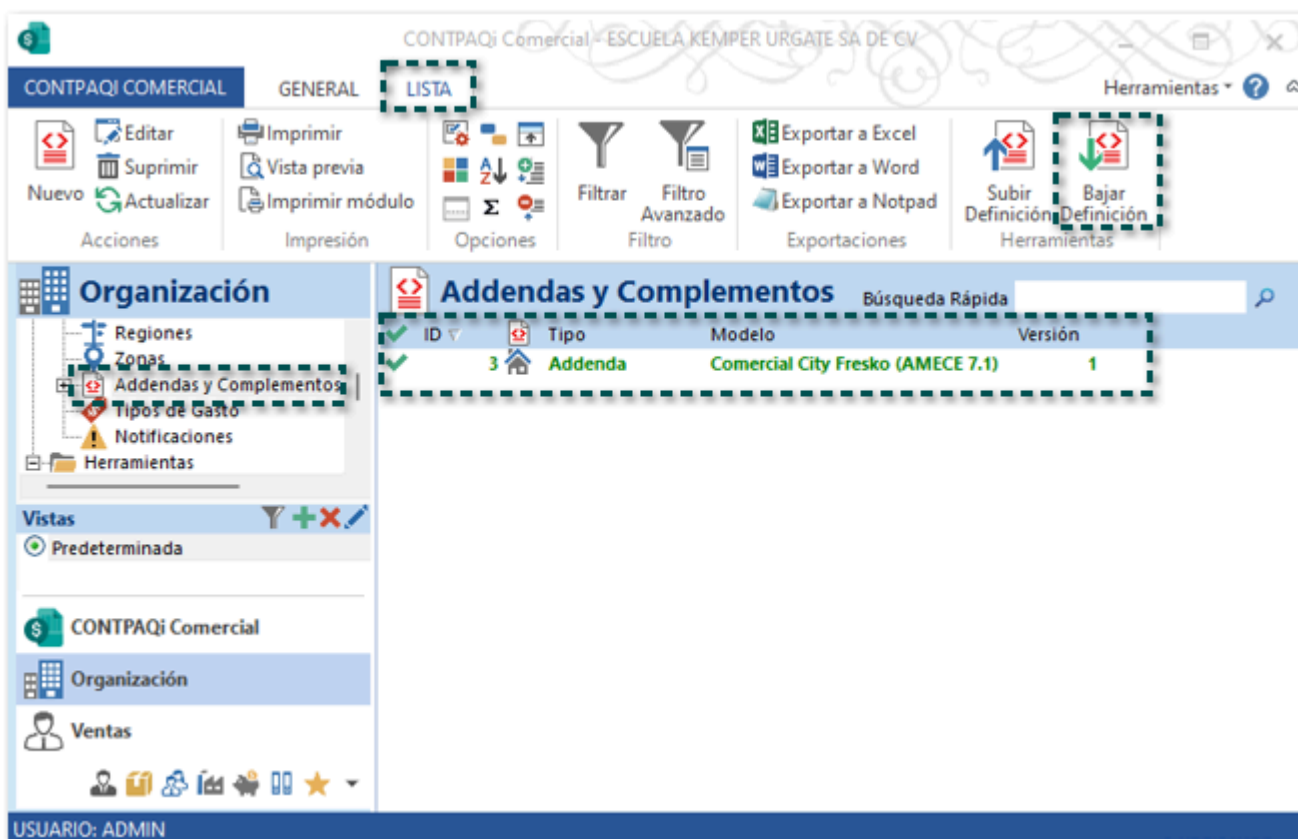 CONTPAQi Comercial - ESCUELA KEMPER URGATE SA DE CV
CONTPAQI COMERCIAL GENERAL LISTA Herramientas
Nuevo
Editar
Suprimir
Actualizar
Acciones
Imprimir
Vista previa
Imprimir módulo
Impresión
Opciones
Filtrar
Filtro
Avanzado
Filtro
Exportar a Excel
Exportar a Word
Exportar a Notpad
Exportaciones
Subir
Definición
Bajar
Definición
Herramientas
Organización
Regiones
Zonas
Addendas y Complementos
Tipos de Gasto
Notificaciones
Herramientas
Vistas
Predeterminada
CONTPAQi Comercial
Organización
Ventas
Addendas y Complementos Búsqueda Rápida
ID Tipo Modelo Versión
3 Addenda Comercial City Fresko (AMECE 7.1) 1
USUARIO: ADMIN